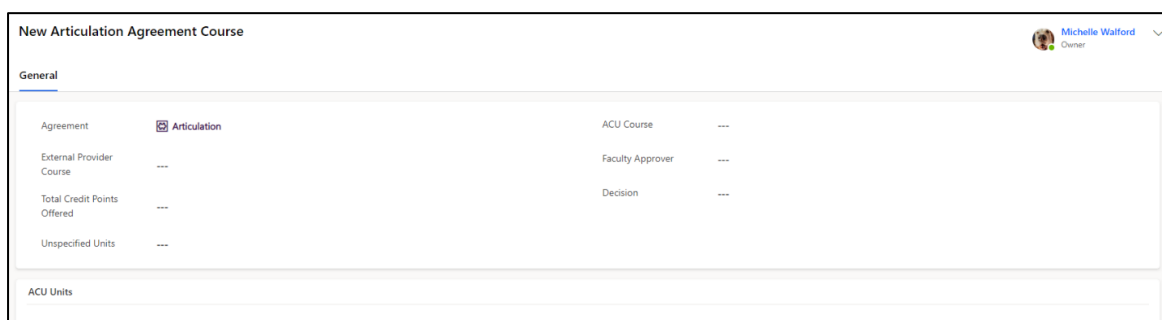 New Articulation Agreement Course
Michelle Walford
Owner
General
Agreement
Articulation
External Provider
Course
---
Total Credit Points
Offered
---
Unspecified Units
---
ACU Course
---
Faculty Approver
---
Decision
---
ACU Units